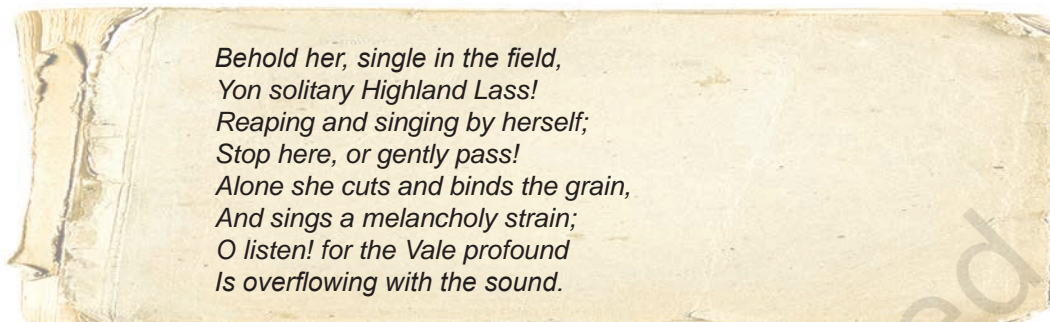 Behold her, single in the field,
Yon solitary Highland Lass!
Reaping and singing by herself;
Stop here, or gently pass!
Alone she cuts and binds the grain,
And sings a melancholy strain;
O listen! for the Vale profound
Is overflowing with the sound.